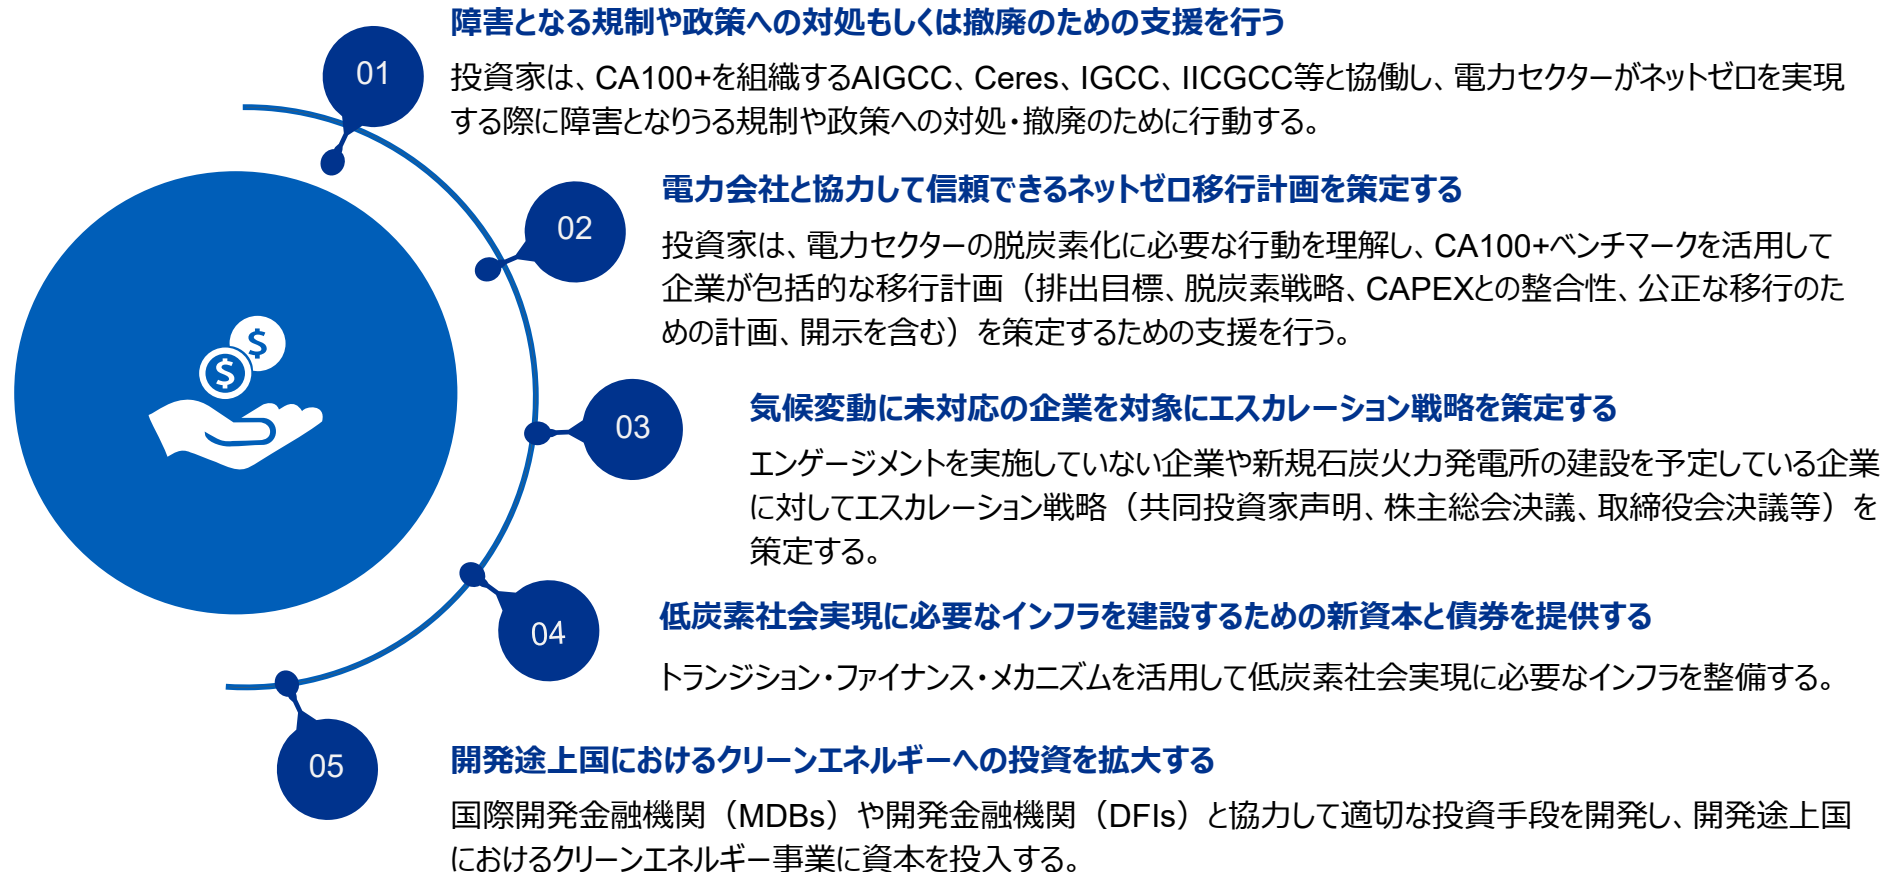 01
障害となる規制や政策への対処もしくは撤廃のための支援を行う
投資家は、CA100+を組織するAIGCC、Ceres、IGCC、IICGCC等と協働し、電力セクターがネットゼロを実現
する際に障害となりうる規制や政策への対処・撤廃のために行動する。
02
電力会社と協力して信頼できるネットゼロ移行計画を策定する
投資家は、電力セクターの脱炭素化に必要な行動を理解し、CA100+ベンチマークを活用して
企業が包括的な移行計画（排出目標、脱炭素戦略、CAPEXとの整合性、公正な移行のた
めの計画、開示を含む）を策定するための支援を行う。
03
気候変動に未対応の企業を対象にエスカレーション戦略を策定する
エンゲージメントを実施していない企業や新規石炭火力発電所の建設を予定している企業
に対してエスカレーション戦略（共同投資家声明、株主総会決議、取締役会決議等）を
策定する。
04
低炭素社会実現に必要なインフラを建設するための新資本と債券を提供する
トランジション・ファイナンス・メカニズムを活用して低炭素社会実現に必要なインフラを整備する。
05
開発途上国におけるクリーンエネルギーへの投資を拡大する
国際開発金融機関（MDBs）や開発金融機関（DFIs）と協力して適切な投資手段を開発し、開発途上国
におけるクリーンエネルギー事業に資本を投入する。
$
$